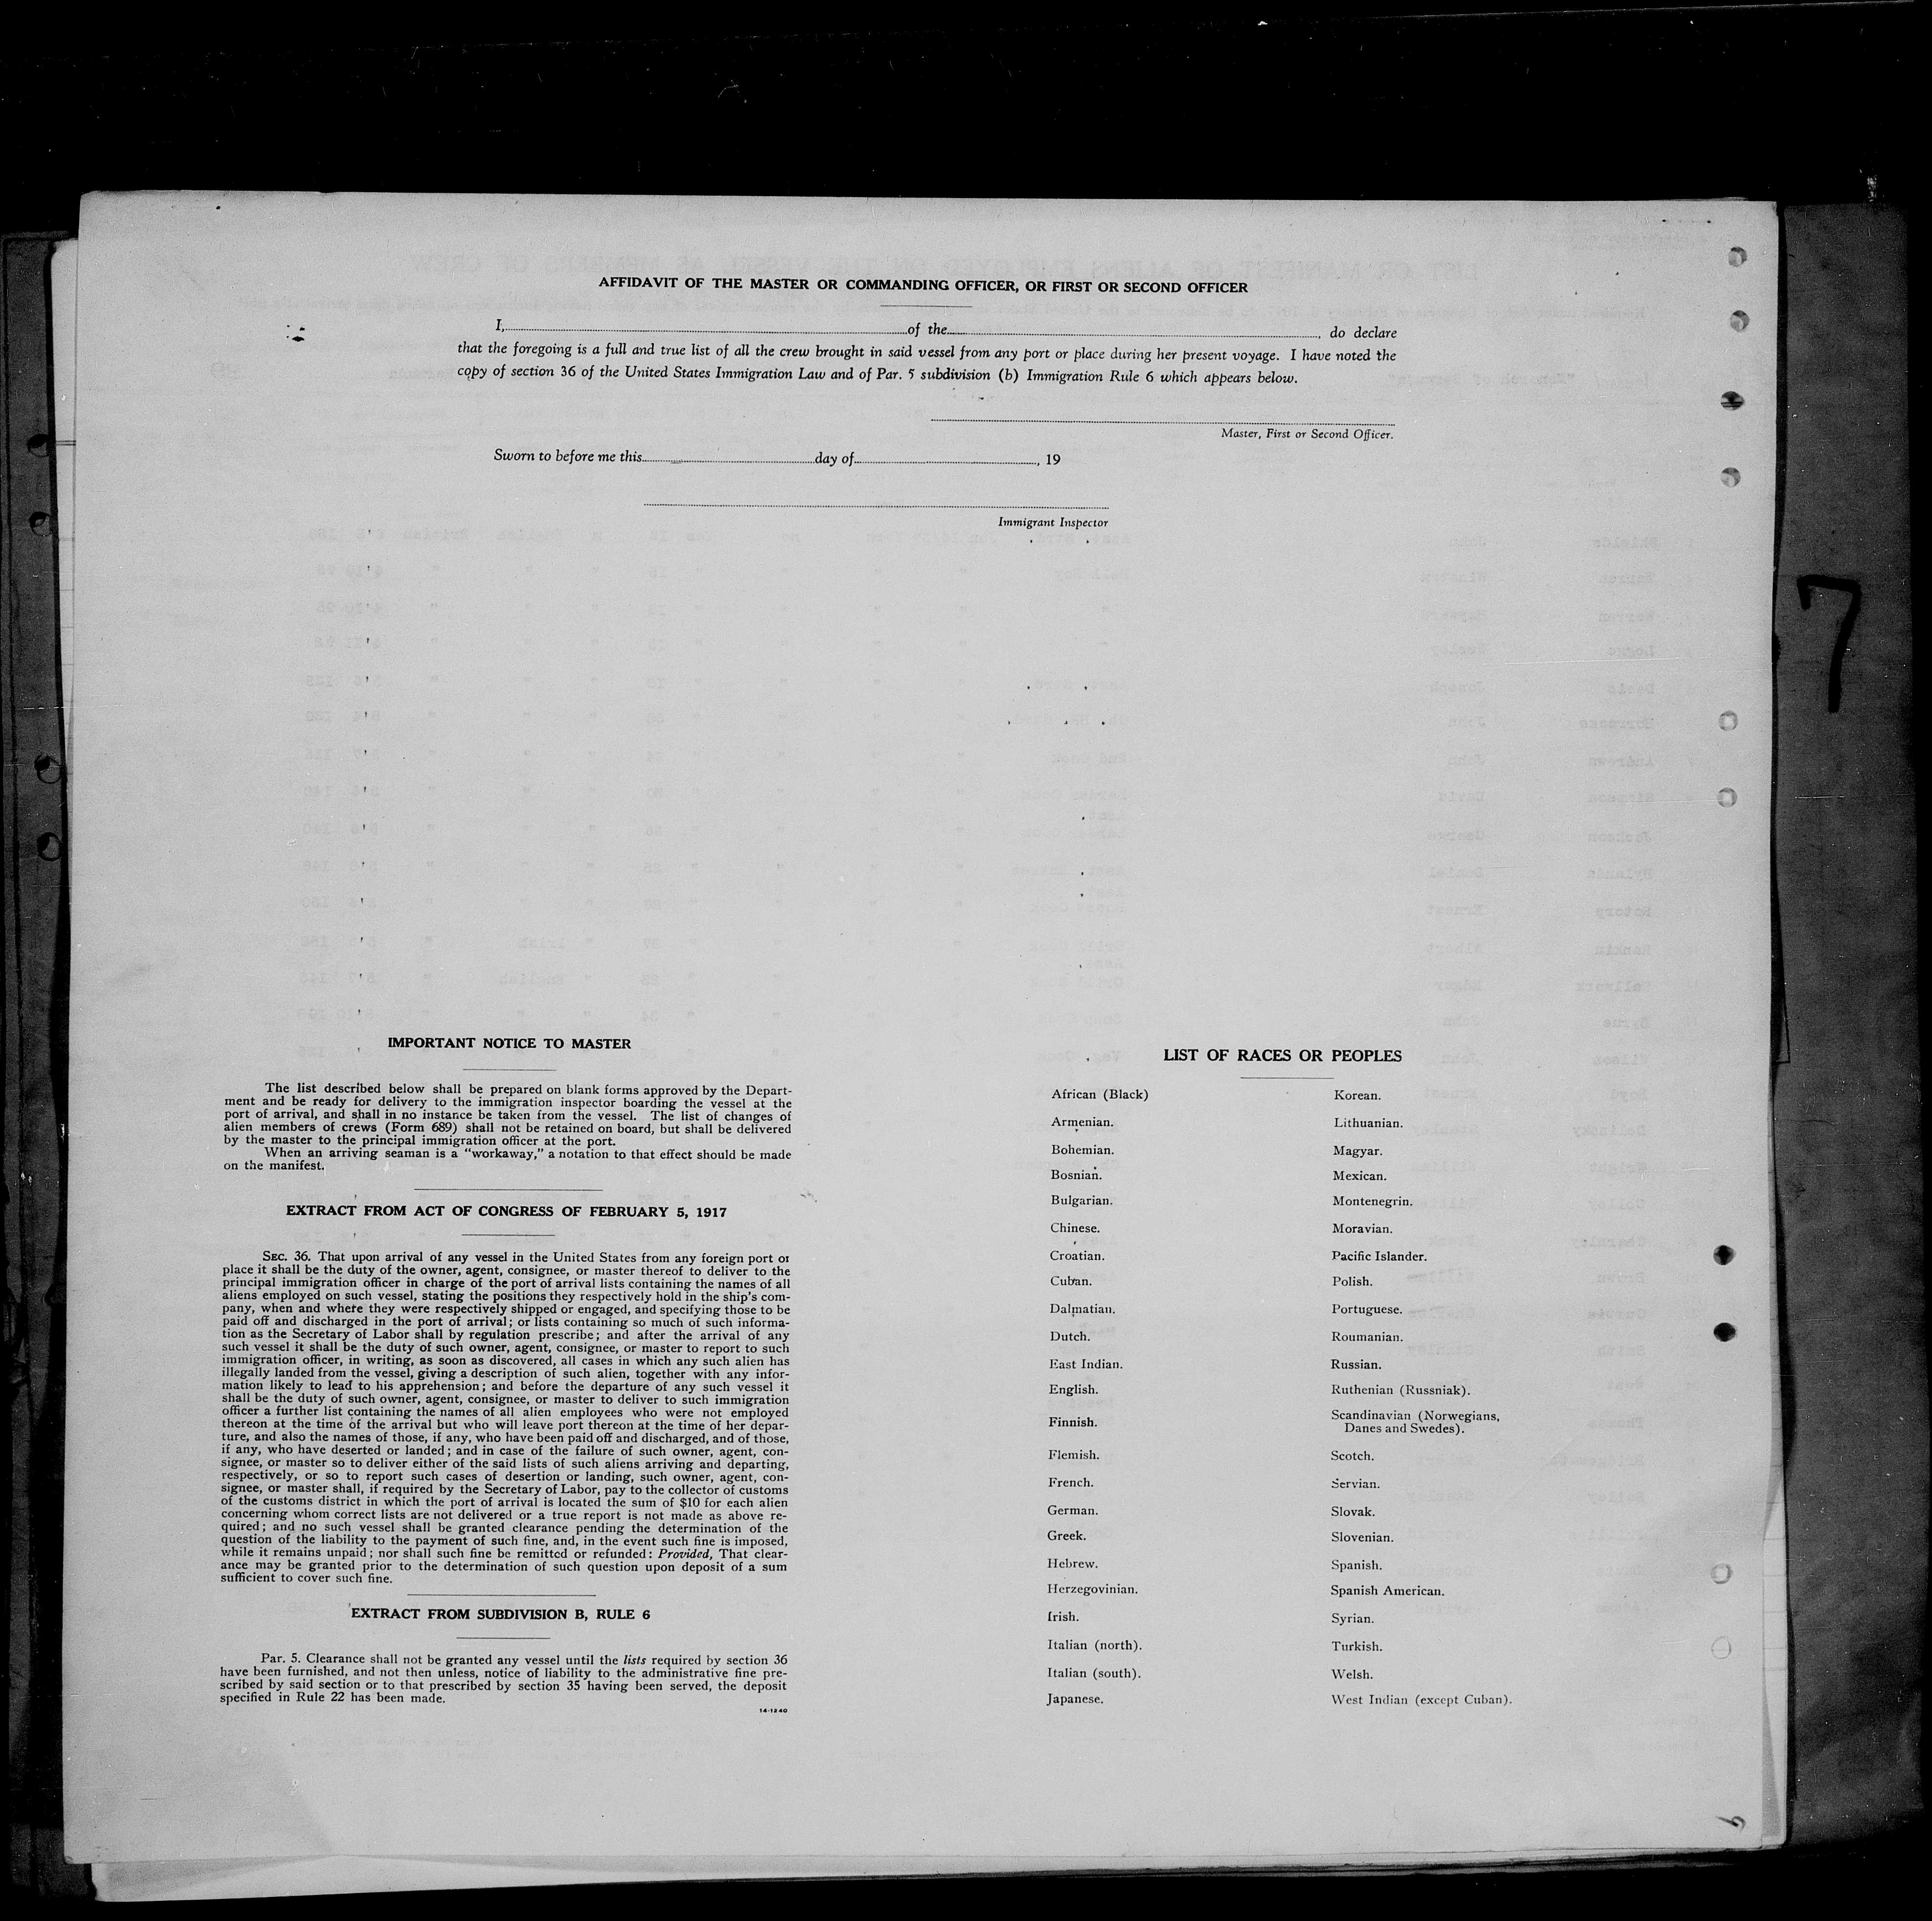 AFFIDAVIT OF THE MASTER OR COMMANDING OFFICER, OR FIRST OR SECOND OFFICER
I, of the , do declare
that the foregoing is a full and true list of all the crew brought in said vessel from any port or place during her present voyage. I have noted the
copy of section 36 of the United States Immigration Law and of Par. 5 subdivision (b) Immigration Rule 6 which appears below.
Master, First or Second Officer.
Sworn to before me this day of , 19
Immigrant Inspector
7
IMPORTANT NOTICE TO MASTER
The list described below shall be prepared on blank forms approved by the Depart-
ment and be ready for delivery to the immigration inspector boarding the vessel at the
port of arrival, and shall in no instance be taken from the vessel. The list of changes of
alien members of crews (Form 689) shall not be retained on board, but shall be delivered
by the master to the principal immigration officer at the port.
When an arriving seaman is a "workaway," a notation to that effect should be made
on the manifest.
EXTRACT FROM ACT OF CONGRESS OF FEBRUARY 5, 1917
SEC. 36. That upon arrival of any vessel in the United States from any foreign port or
place it shall be the duty of the owner, agent, consignee, or master thereof to deliver to the
principal immigration officer in charge of the port of arrival lists containing the names of all
aliens employed on such vessel, stating the positions they respectively hold in the ship's com-
pany, when and where they were respectively shipped or engaged, and specifying those to be
paid off and discharged in the port of arrival; or lists containing so much of such informa-
tion as the Secretary of Labor shall by regulation prescribe; and after the arrival of any
such vessel it shall be the duty of such owner, agent, consignee, or master to report to such
immigration officer, in writing, as soon as discovered, all cases in which any such alien has
illegally landed from the vessel, giving a description of such alien, together with any infor-
mation likely to lead to his apprehension; and before the departure of any such vessel it
shall be the duty of such owner, agent, consignee, or master to deliver to such immigration
officer a further list containing the names of all alien employees who were not employed
thereon at the time of the arrival but who will leave port thereon at the time of her depar-
ture, and also the names of those, if any, who have been paid off and discharged, and of those,
if any, who have deserted or landed; and in case of the failure of such owner, agent, con-
signee, or master so to deliver either of the said lists of such aliens arriving and departing,
respectively, or so to report such cases of desertion or landing, such owner, agent, con-
signee, or master shall, if required by the Secretary of Labor, pay to the collector of customs
of the customs district in which the port of arrival is located the sum of $10 for each alien
concerning whom correct lists are not delivered or a true report is not made as above re-
quired; and no such vessel shall be granted clearance pending the determination of the
question of the liability to the payment of such fine, and, in the event such fine is imposed,
while it remains unpaid; nor shall such fine be remitted or refunded: Provided, That clear-
ance may be granted prior to the determination of such question upon deposit of a sum
sufficient to cover such fine.
EXTRACT FROM SUBDIVISION B, RULE 6
Par. 5. Clearance shall not be granted any vessel until the lists required by section 36
have been furnished, and not then unless, notice of liability to the administrative fine pre-
scribed by said section or to that prescribed by section 35 having been served, the deposit
specified in Rule 22 has been made.
14-1240
LIST OF RACES OR PEOPLES
African (Black)
Armenian.
Bohemian.
Bosnian.
Bulgarian.
Chinese.
Croatian.
Cuban.
Dalmatian.
Dutch.
East Indian.
English.
Finnish.
Flemish.
French.
German.
Greek.
Hebrew.
Herzegovinian.
Irish.
Italian (north).
Italian (south).
Japanese.
Korean.
Lithuanian.
Magyar.
Mexican.
Montenegrin.
Moravian.
Pacific Islander.
Polish.
Portuguese.
Roumanian.
Russian.
Ruthenian (Russniak).
Scandinavian (Norwegians,
Danes and Swedes).
Scotch.
Servian.
Slovak.
Slovenian.
Spanish.
Spanish American.
Syrian.
Turkish.
Welsh.
West Indian (except Cuban).